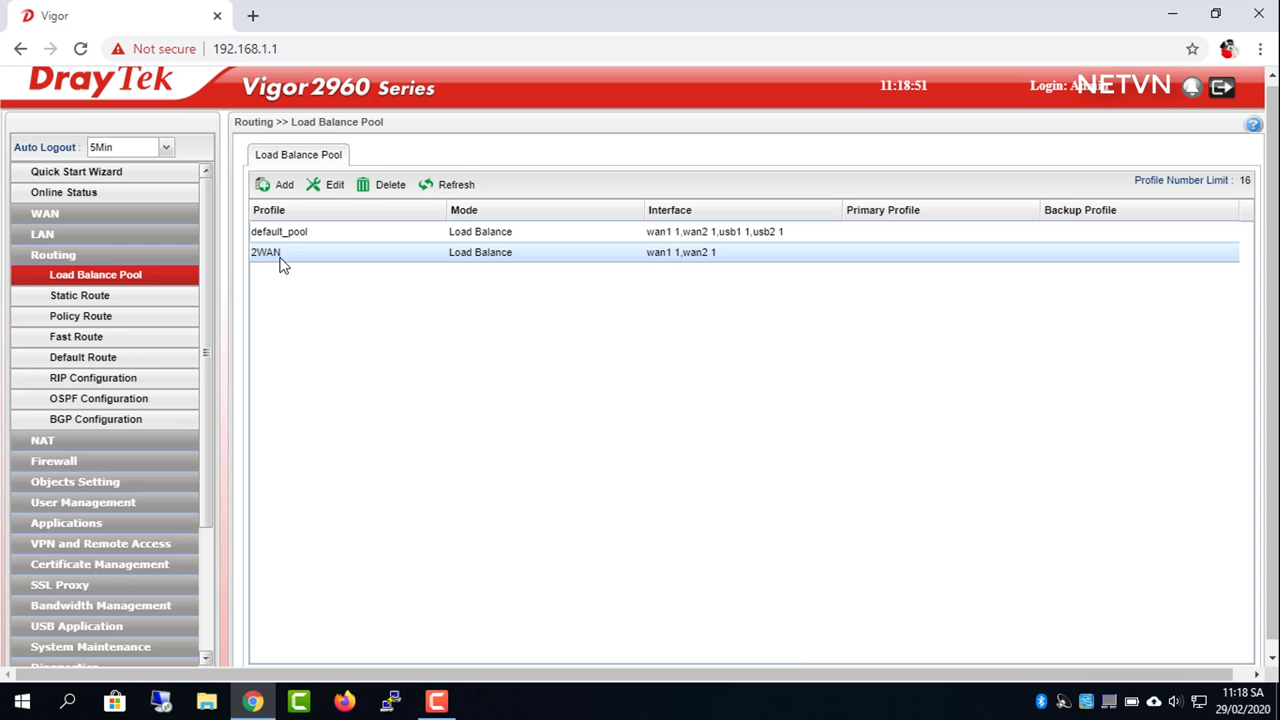 Vigor
Not secure 192.168.1.1
DrayTek Vigor2960 Series 11:18:51 Login: NETVN
Auto Logout : 5Min
Quick Start Wizard
Online Status
WAN
LAN
Routing
Load Balance Pool
Static Route
Policy Route
Fast Route
Default Route
RIP Configuration
OSPF Configuration
BGP Configuration
NAT
Firewall
Objects Setting
User Management
Applications
VPN and Remote Access
Certificate Management
SSL Proxy
Bandwidth Management
USB Application
System Maintenance
Routing >> Load Balance Pool
Load Balance Pool
Add Edit Delete Refresh Profile Number Limit : 16
Profile Mode Interface Primary Profile Backup Profile
default_pool Load Balance wan1 1,wan2 1,usb1 1,usb2 1
2WAN Load Balance wan1 1,wan2 1
11:18 SA
29/02/2020